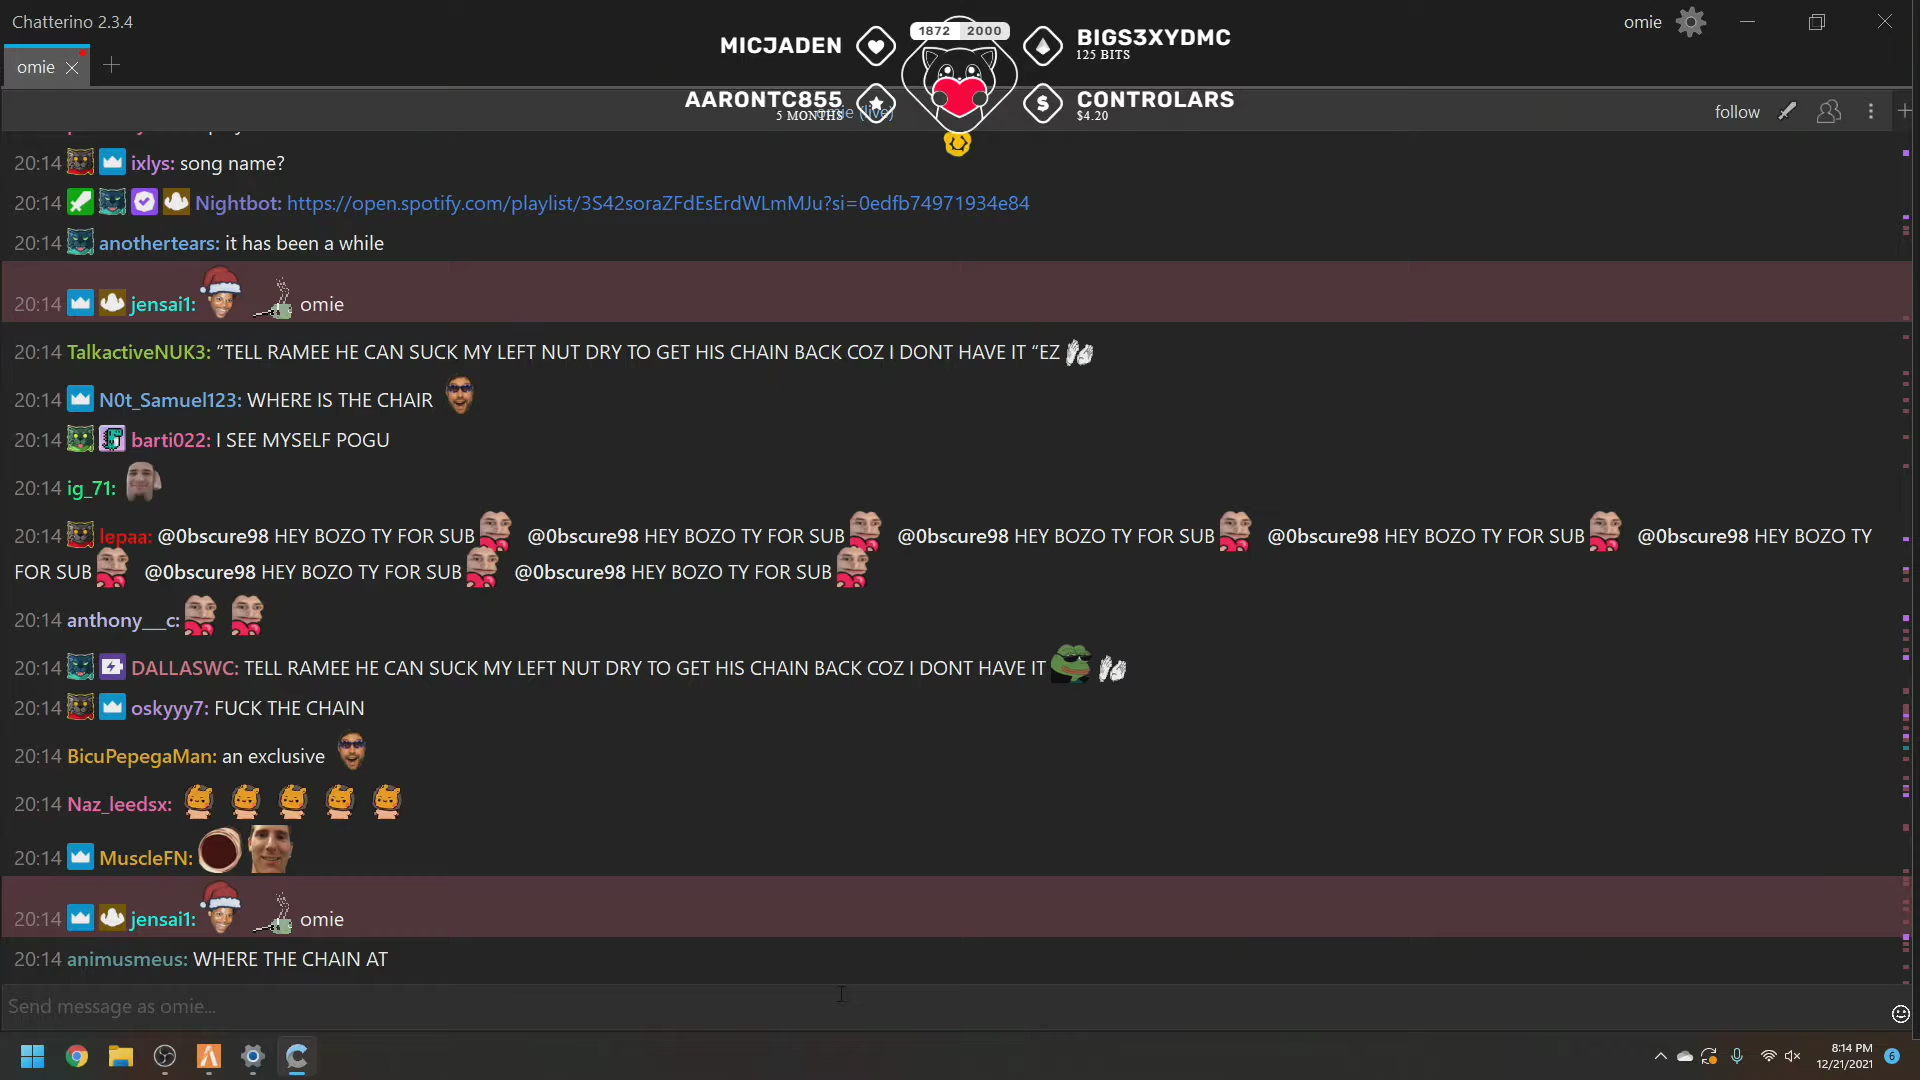 Chatterino 2.3.4
omie
omie
MICJADEN
1872 2000
BIGS3XYDMC
125 BITS
AARONTC855
5 MONTHS
CONTROLARS
$4.20
omie (live)
follow
20:14 ixlys: song name?
20:14 Nightbot: https://open.spotify.com/playlist/3S42soraZFdEsErdWLmMJu?si=0edfb74971934e84
20:14 anothertears: it has been a while
20:14 jensai1: omie
20:14 TalkactiveNUK3: “TELL RAMEE HE CAN SUCK MY LEFT NUT DRY TO GET HIS CHAIN BACK COZ I DONT HAVE IT “EZ
20:14 N0t_Samuel123: WHERE IS THE CHAIR
20:14 barti022: I SEE MYSELF POGU
20:14 ig_71:
20:14 lepaa: @0bscure98 HEY BOZO TY FOR SUB @0bscure98 HEY BOZO TY FOR SUB @0bscure98 HEY BOZO TY FOR SUB @0bscure98 HEY BOZO TY FOR SUB @0bscure98 HEY BOZO TY
FOR SUB @0bscure98 HEY BOZO TY FOR SUB @0bscure98 HEY BOZO TY FOR SUB
20:14 anthony___c:
20:14 DALLASWC: TELL RAMEE HE CAN SUCK MY LEFT NUT DRY TO GET HIS CHAIN BACK COZ I DONT HAVE IT
20:14 oskyyy7: FUCK THE CHAIN
20:14 BicuPepegaMan: an exclusive
20:14 Naz_leedsx:
20:14 MuscleFN:
20:14 jensai1: omie
20:14 animusmeus: WHERE THE CHAIN AT
Send message as omie...
8:14 PM
12/21/2021
6